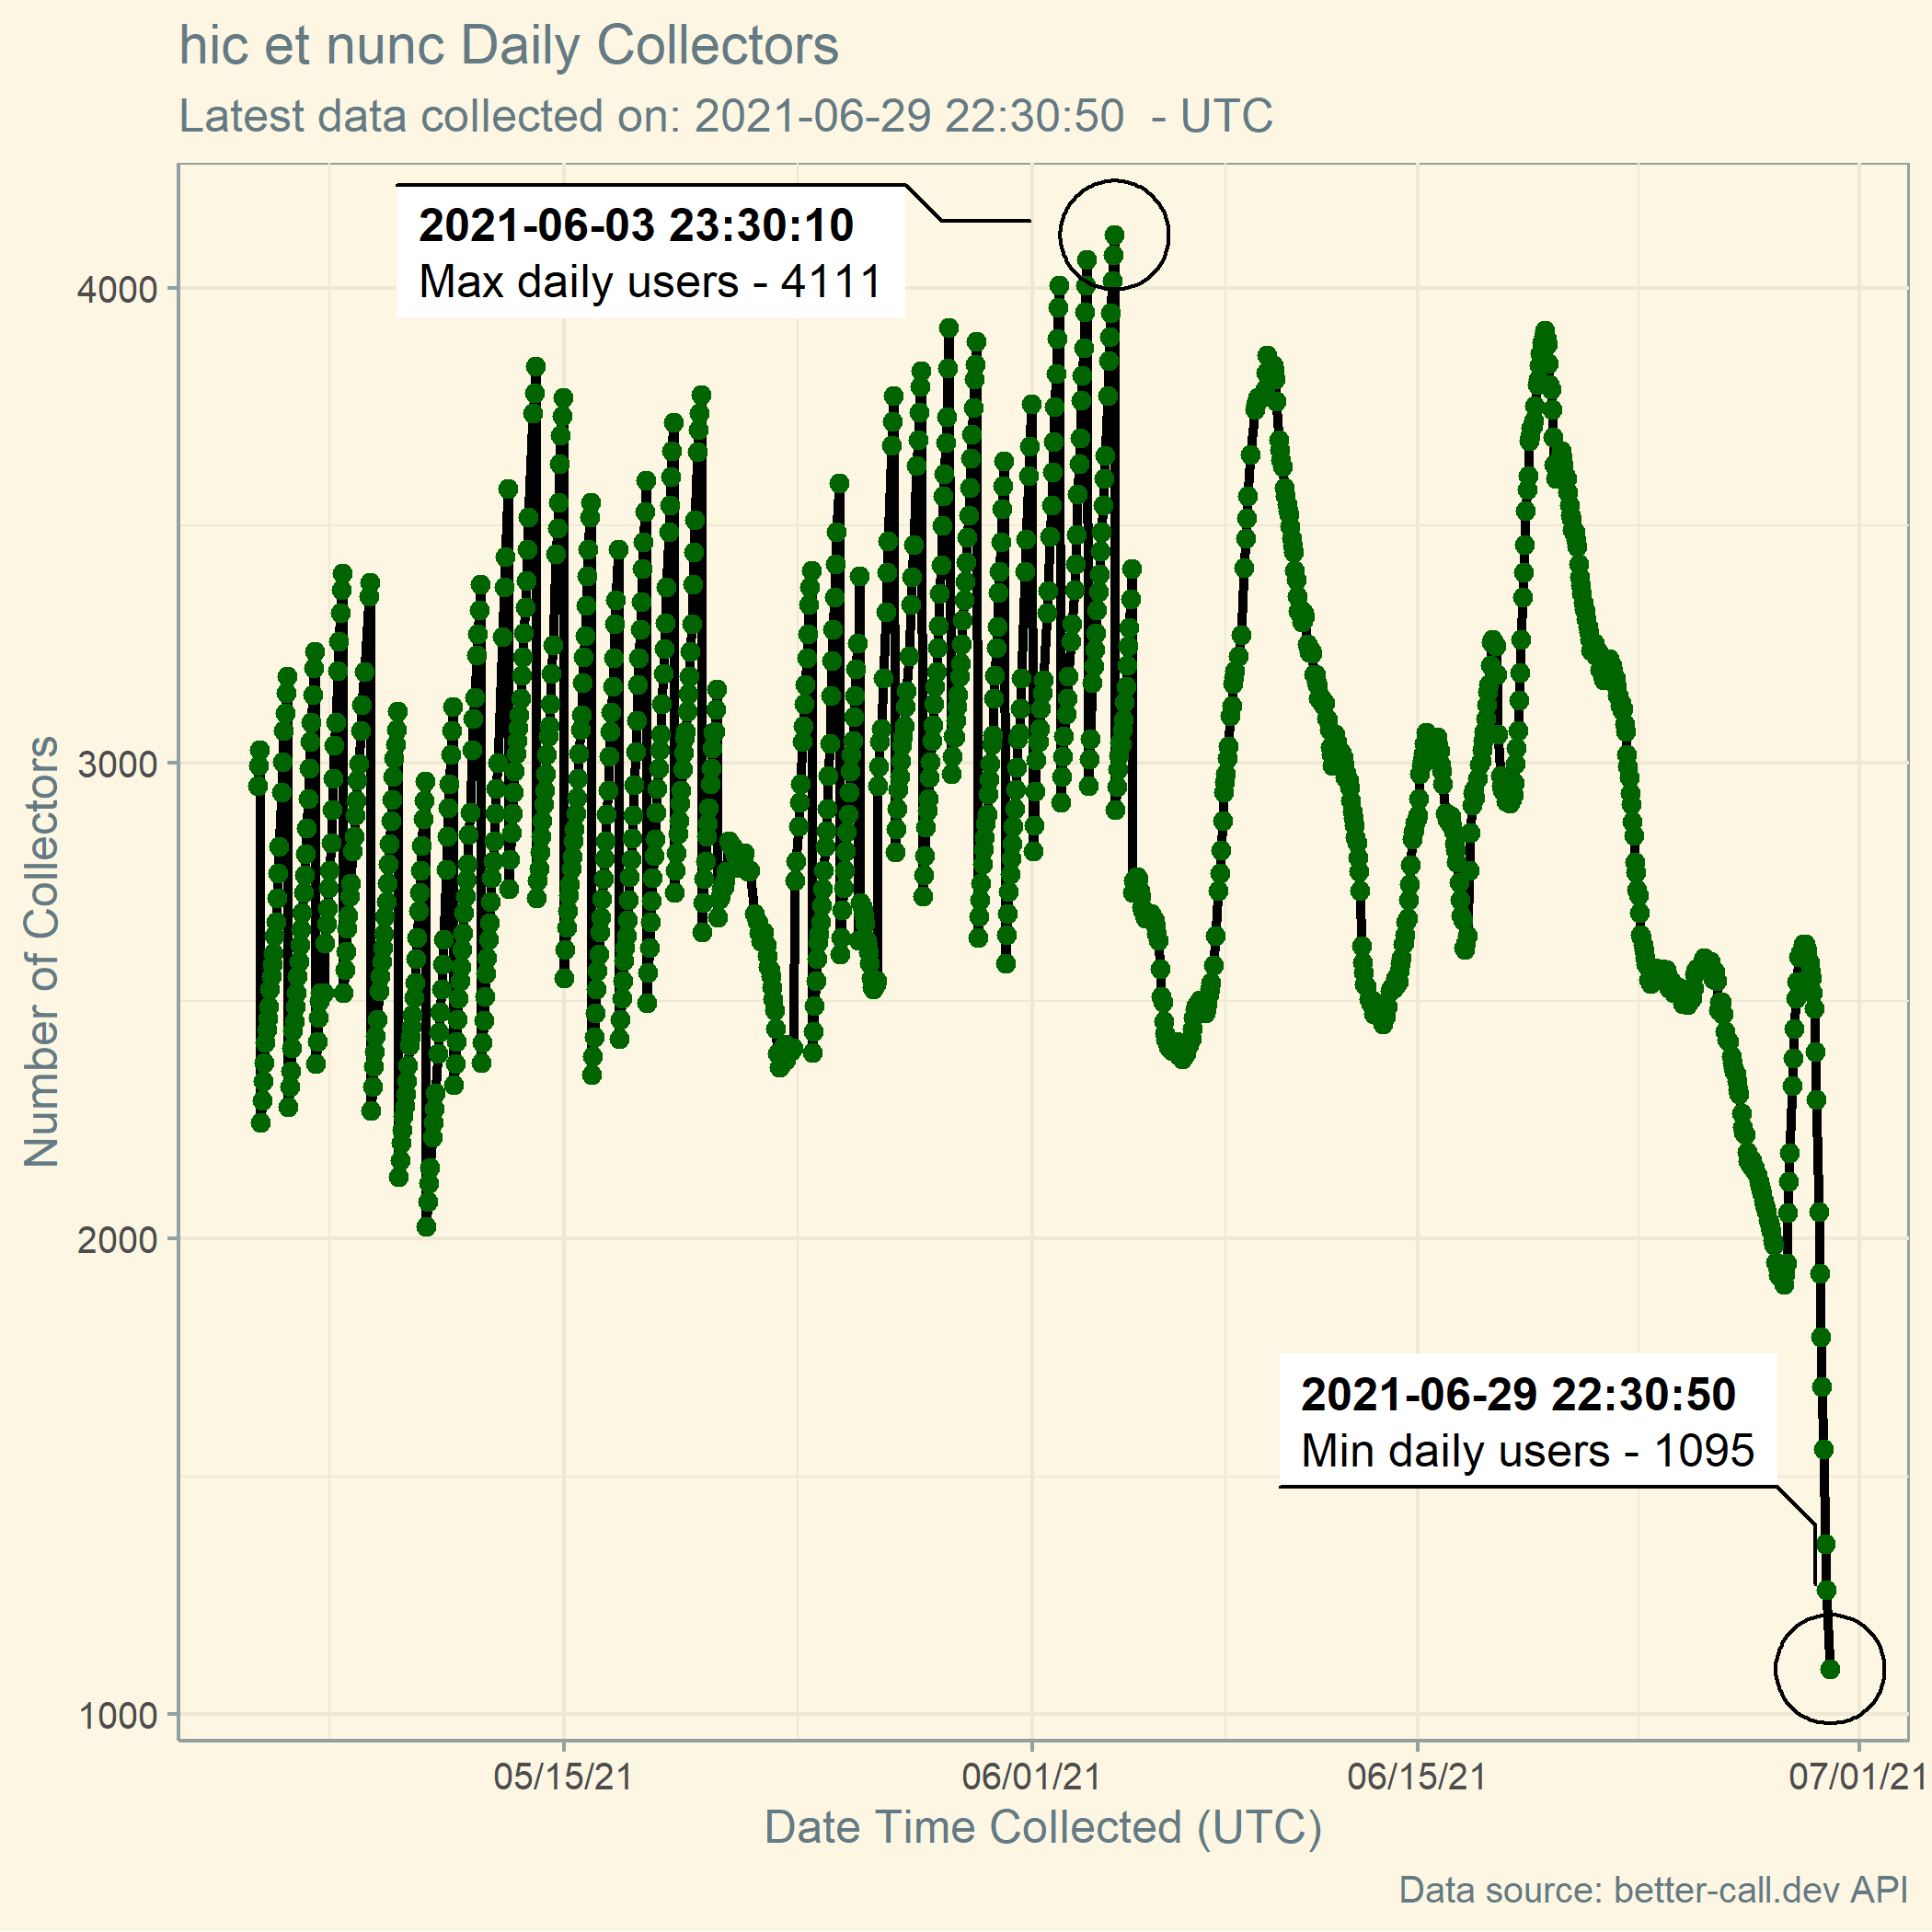 hic et nunc Daily Collectors
Latest data collected on: 2021-06-29 22:30:50  - UTC
2021-06-03 23:30:10
Max daily users - 4111
4000
3000
2000
1000
Number of Collectors
2021-06-29 22:30:50
Min daily users - 1095
05/15/21
06/01/21
06/15/21
07/01/21
Date Time Collected (UTC)
Data source: better-call.dev API